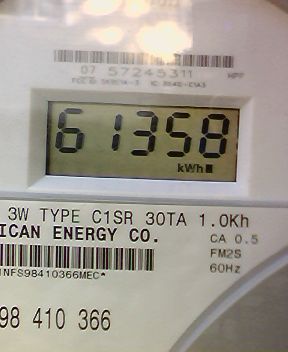 07 57245311
61358
kWh
3W TYPE C1SR 30TA 1.0Kh
ICAN ENERGY CO.
CA 0.5
FM2S
60Hz
NFS98410366MEC*
98 410 366